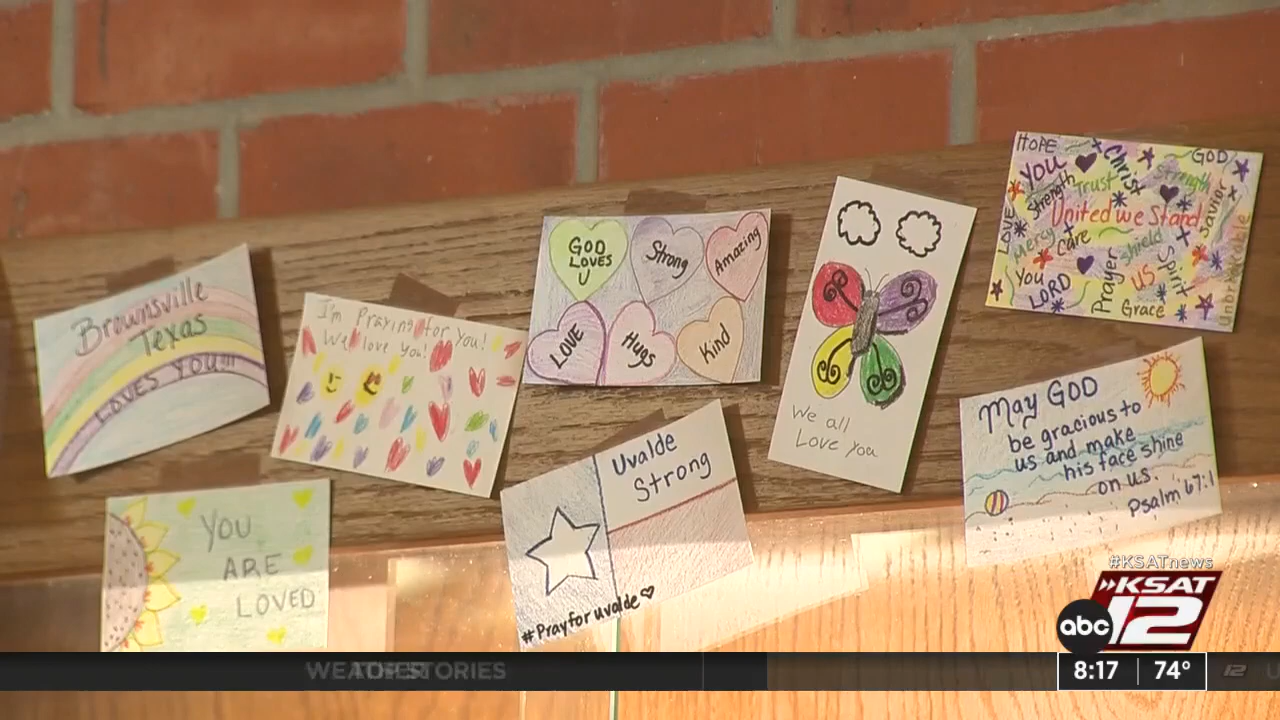 Brownsville
Texas
LOVES YOU!!!
I'm Praying for you!
We love you!
GOD
LOVES
U
Strong
Amazing
LOVE
Hugs
Kind
We all
Love you
HOPE
YOU
Strength
Trust
Christ
GOD
Strength
United we Stand
LOVE
Mercy
Care
Shield
Savior
YOU
LORD
Prayer
US
Spirit
Grace
Unbreakable
YOU
ARE
LOVED
Uvalde
Strong
#Prayforuvalde
May GOD
be gracious to
us and make
his face shine
on us.
Psalm 67:1
#KSATnews
KSAT
12
abc
8:17
74°
12